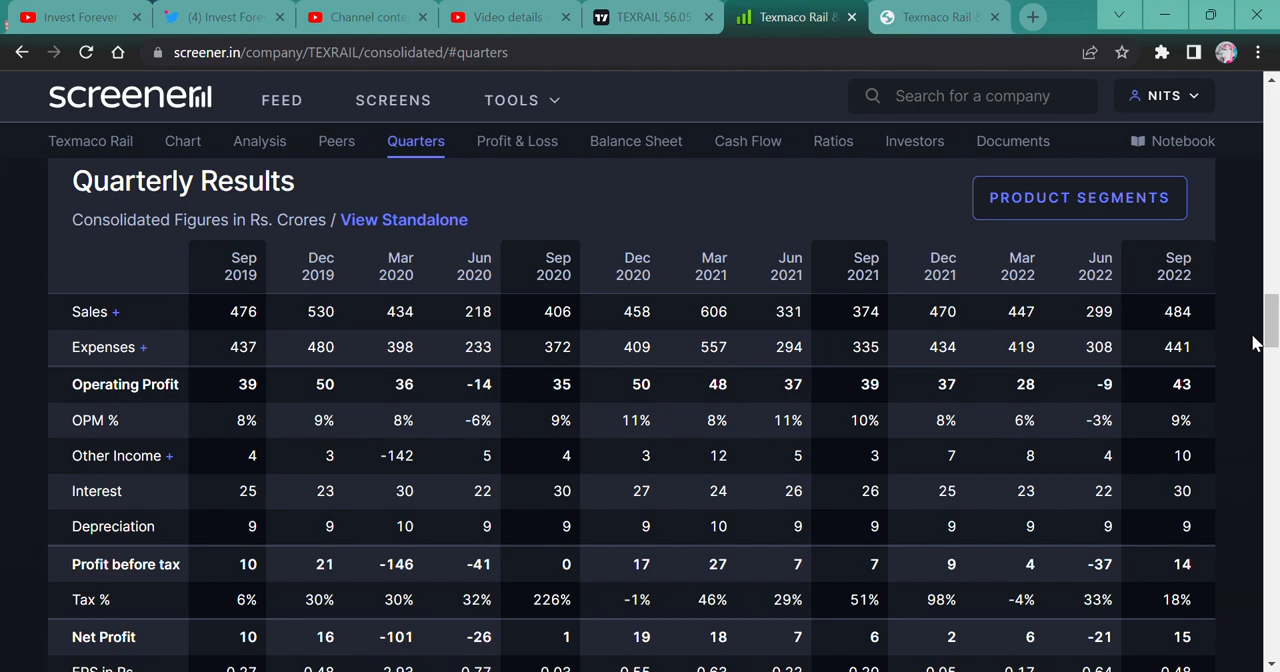 Invest Forever
(4) Invest Fore
Channel conte
Video details
TEXRAIL 56.05
Texmaco Rail &
Texmaco Rail &
screener.in/company/TEXRAIL/consolidated/#quarters
screener
FEED
SCREENS
TOOLS
Search for a company
NITS
Texmaco Rail
Chart
Analysis
Peers
Quarters
Profit & Loss
Balance Sheet
Cash Flow
Ratios
Investors
Documents
Notebook
Quarterly Results
PRODUCT SEGMENTS
Consolidated Figures in Rs. Crores / View Standalone
Sep 2019 Dec 2019 Mar 2020 Jun 2020 Sep 2020 Dec 2020 Mar 2021 Jun 2021 Sep 2021 Dec 2021 Mar 2022 Jun 2022 Sep 2022
Sales + 476 530 434 218 406 458 606 331 374 470 447 299 484
Expenses + 437 480 398 233 372 409 557 294 335 434 419 308 441
Operating Profit 39 50 36 -14 35 50 48 37 39 37 28 -9 43
OPM % 8% 9% 8% -6% 9% 11% 8% 11% 10% 8% 6% -3% 9%
Other Income + 4 3 -142 5 4 3 12 5 3 7 8 4 10
Interest 25 23 30 22 30 27 24 26 26 25 23 22 30
Depreciation 9 9 10 9 9 9 10 9 9 9 9 9 9
Profit before tax 10 21 -146 -41 0 17 27 7 7 9 4 -37 14
Tax % 6% 30% 30% 32% 226% -1% 46% 29% 51% 98% -4% 33% 18%
Net Profit 10 16 -101 -26 1 19 18 7 6 2 6 -21 15